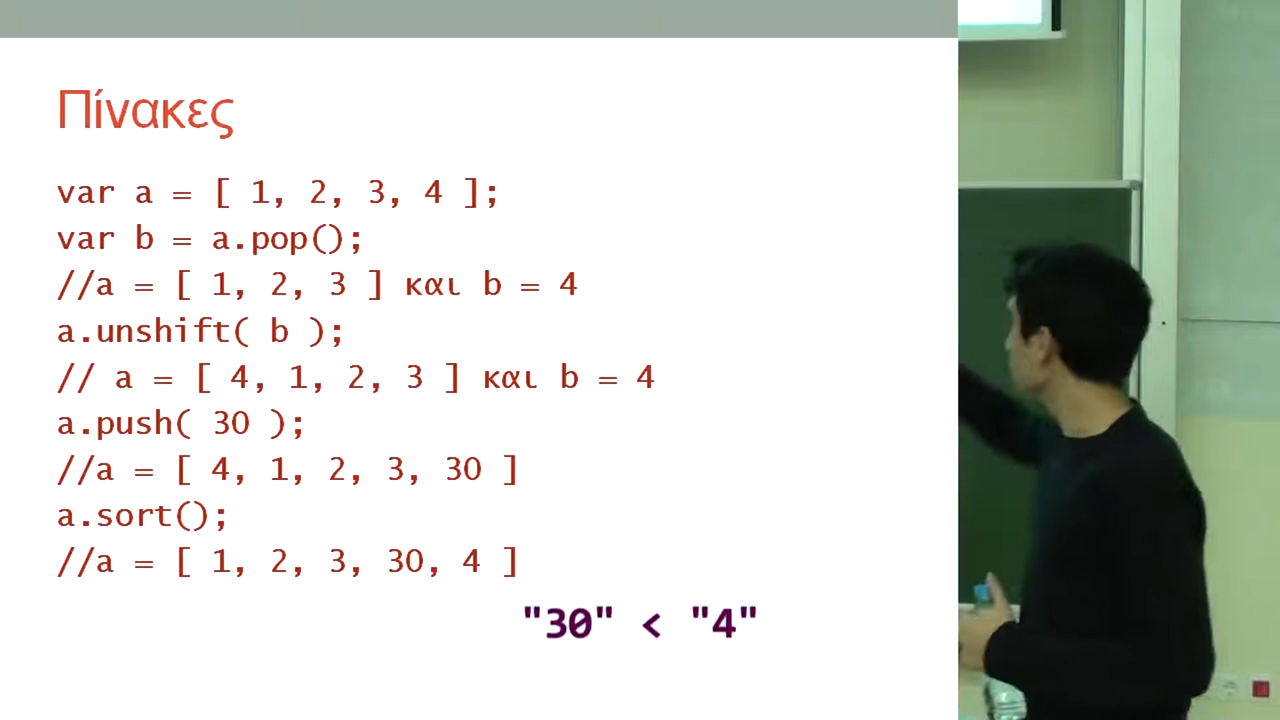 Πίνακες
var a = [ 1, 2, 3, 4 ];
var b = a.pop();
//a = [ 1, 2, 3 ] και b = 4
a.unshift( b );
// a = [ 4, 1, 2, 3 ] και b = 4
a.push( 30 );
//a = [ 4, 1, 2, 3, 30 ]
a.sort();
//a = [ 1, 2, 3, 30, 4 ]
"30" < "4"